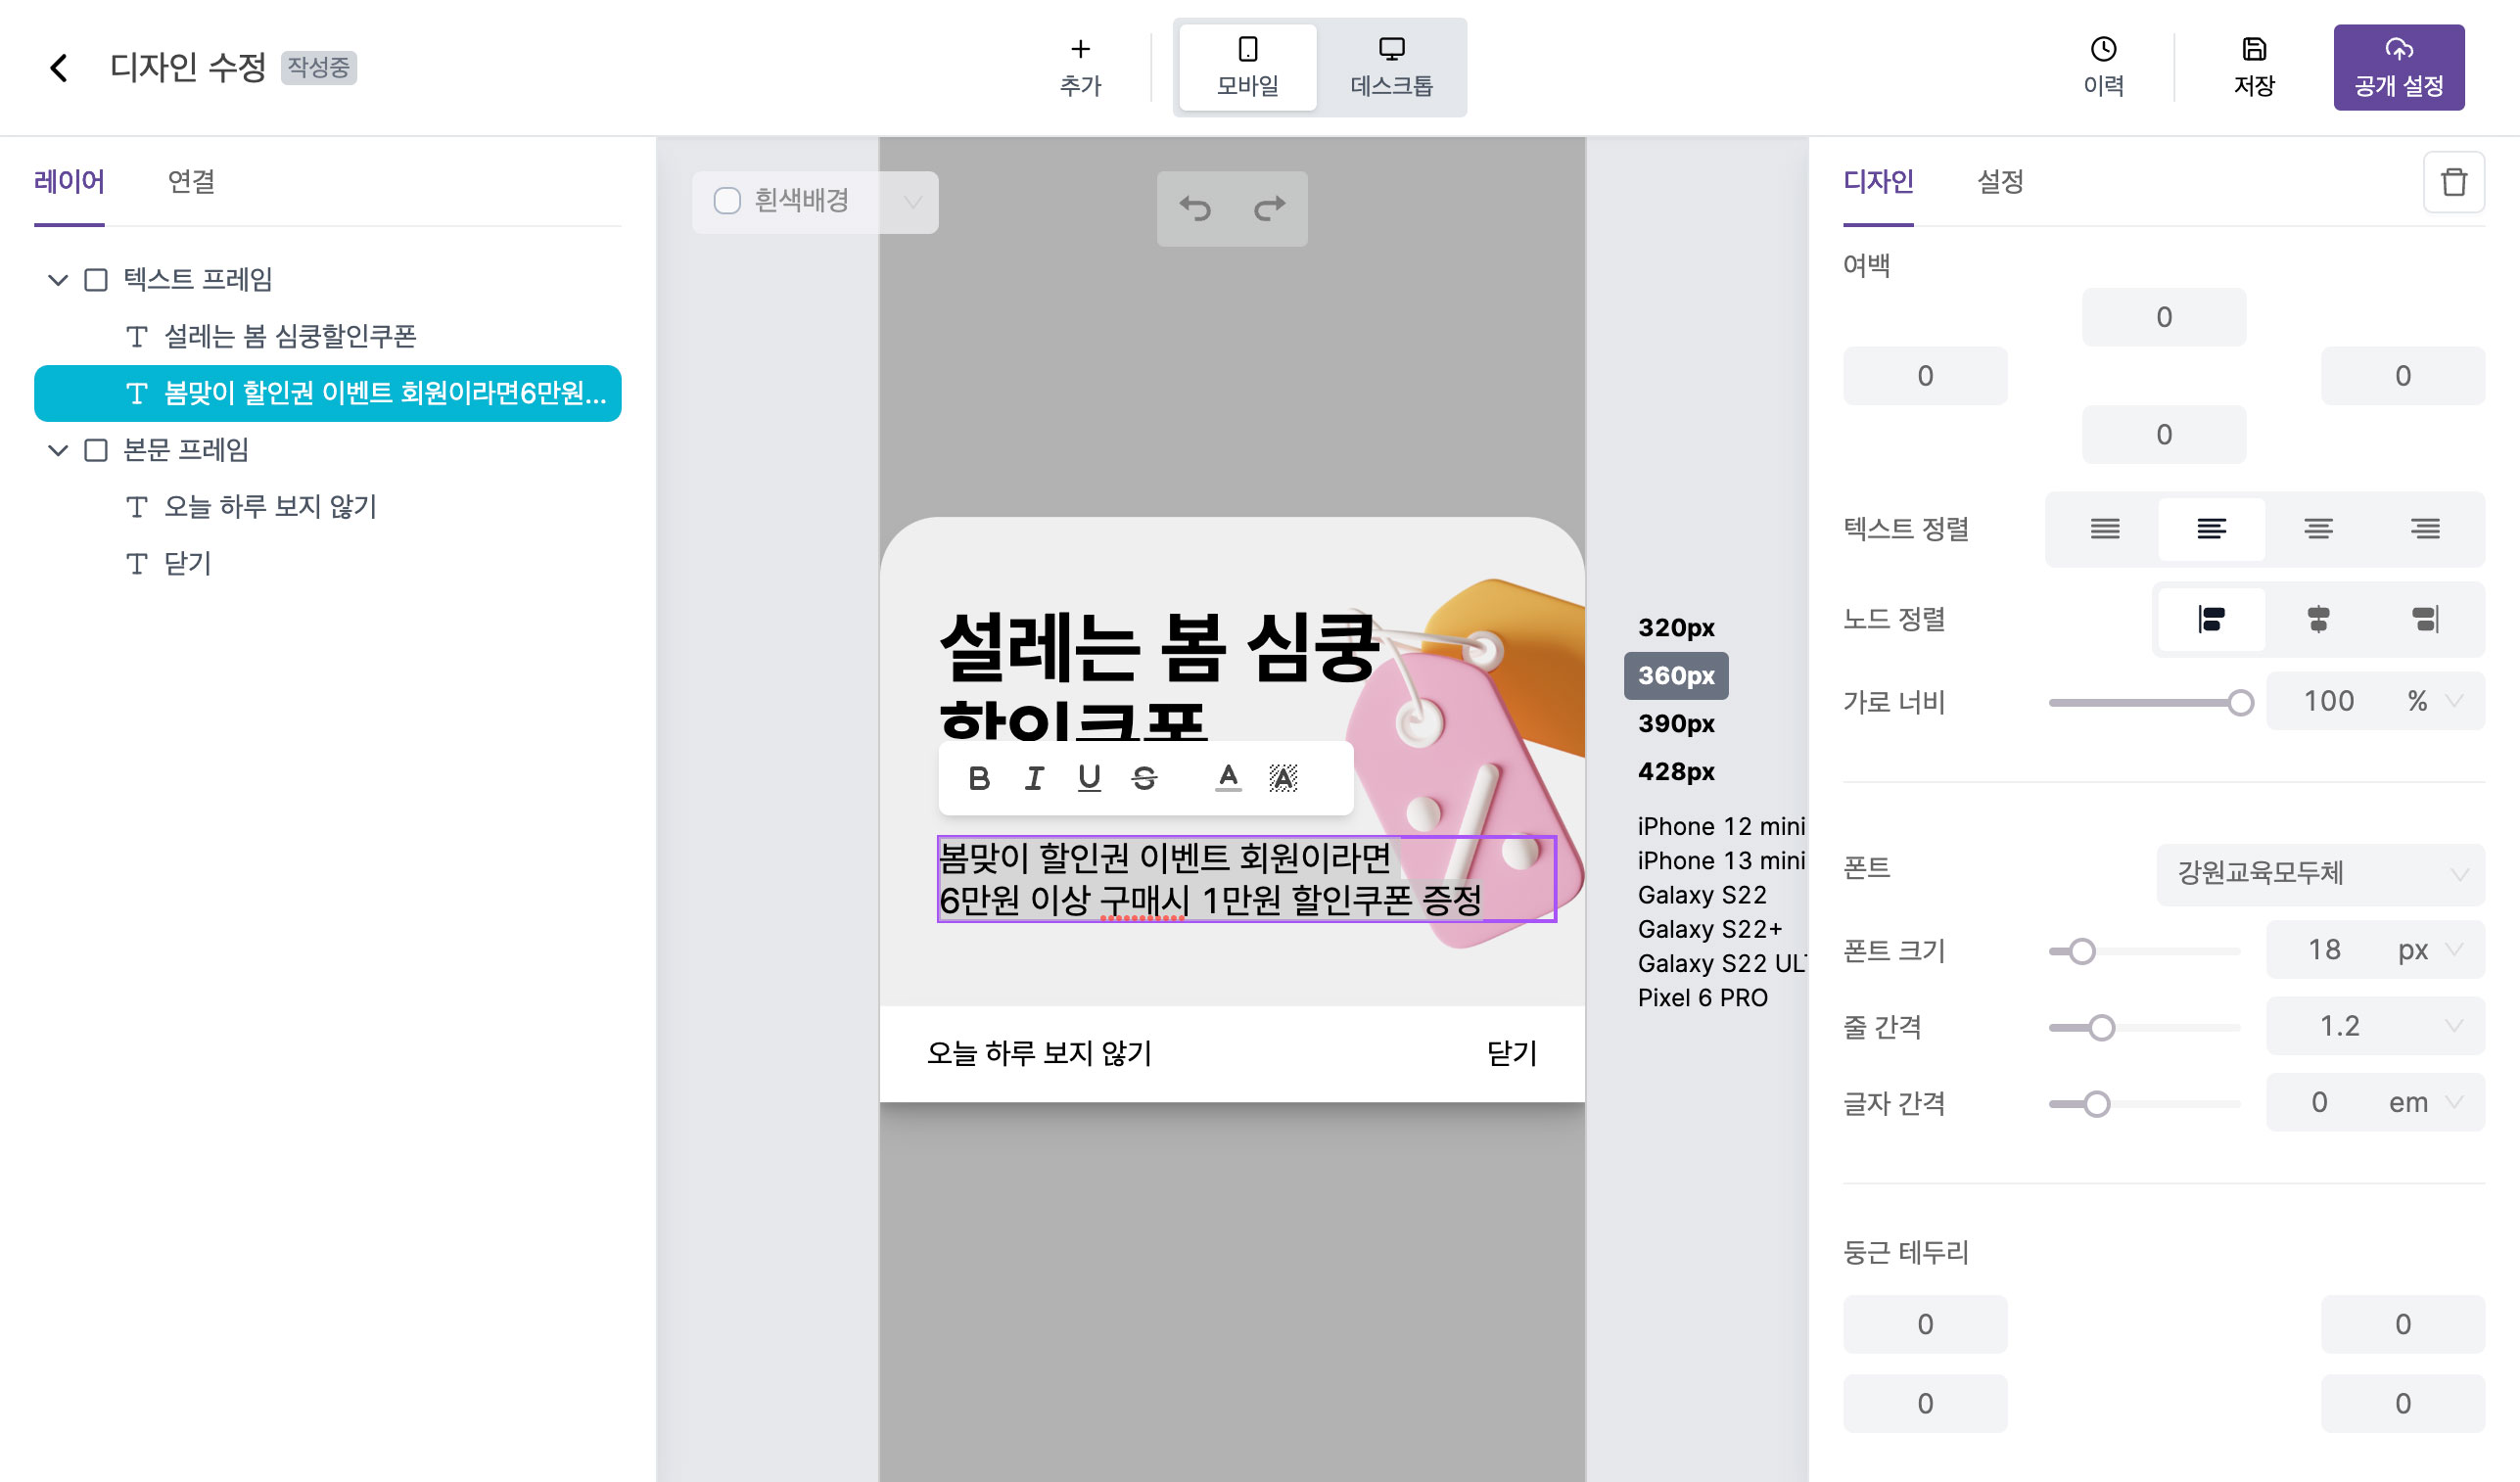 디자인 수정
작성중
추가
모바일
데스크톱
이력
저장
공개 설정
레이어
연결
텍스트 프레임
설레는 봄 심쿵할인쿠폰
봄맞이 할인권 이벤트 회원이라면6만원...
본문 프레임
오늘 하루 보지 않기
닫기
흰색배경
설레는 봄 심쿵
할인쿠폰
B I U S A A
봄맞이 할인권 이벤트 회원이라면
6만원 이상 구매시 1만원 할인쿠폰 증정
오늘 하루 보지 않기
닫기
320px
360px
390px
428px
iPhone 12 mini
iPhone 13 mini
Galaxy S22
Galaxy S22+
Galaxy S22 UL
Pixel 6 PRO
디자인
설정
여백
0
0
0
0
텍스트 정렬
노드 정렬
가로 너비
100 %
폰트
강원교육모두체
폰트 크기
18 px
줄 간격
1.2
글자 간격
0 em
둥근 테두리
0
0
0
0